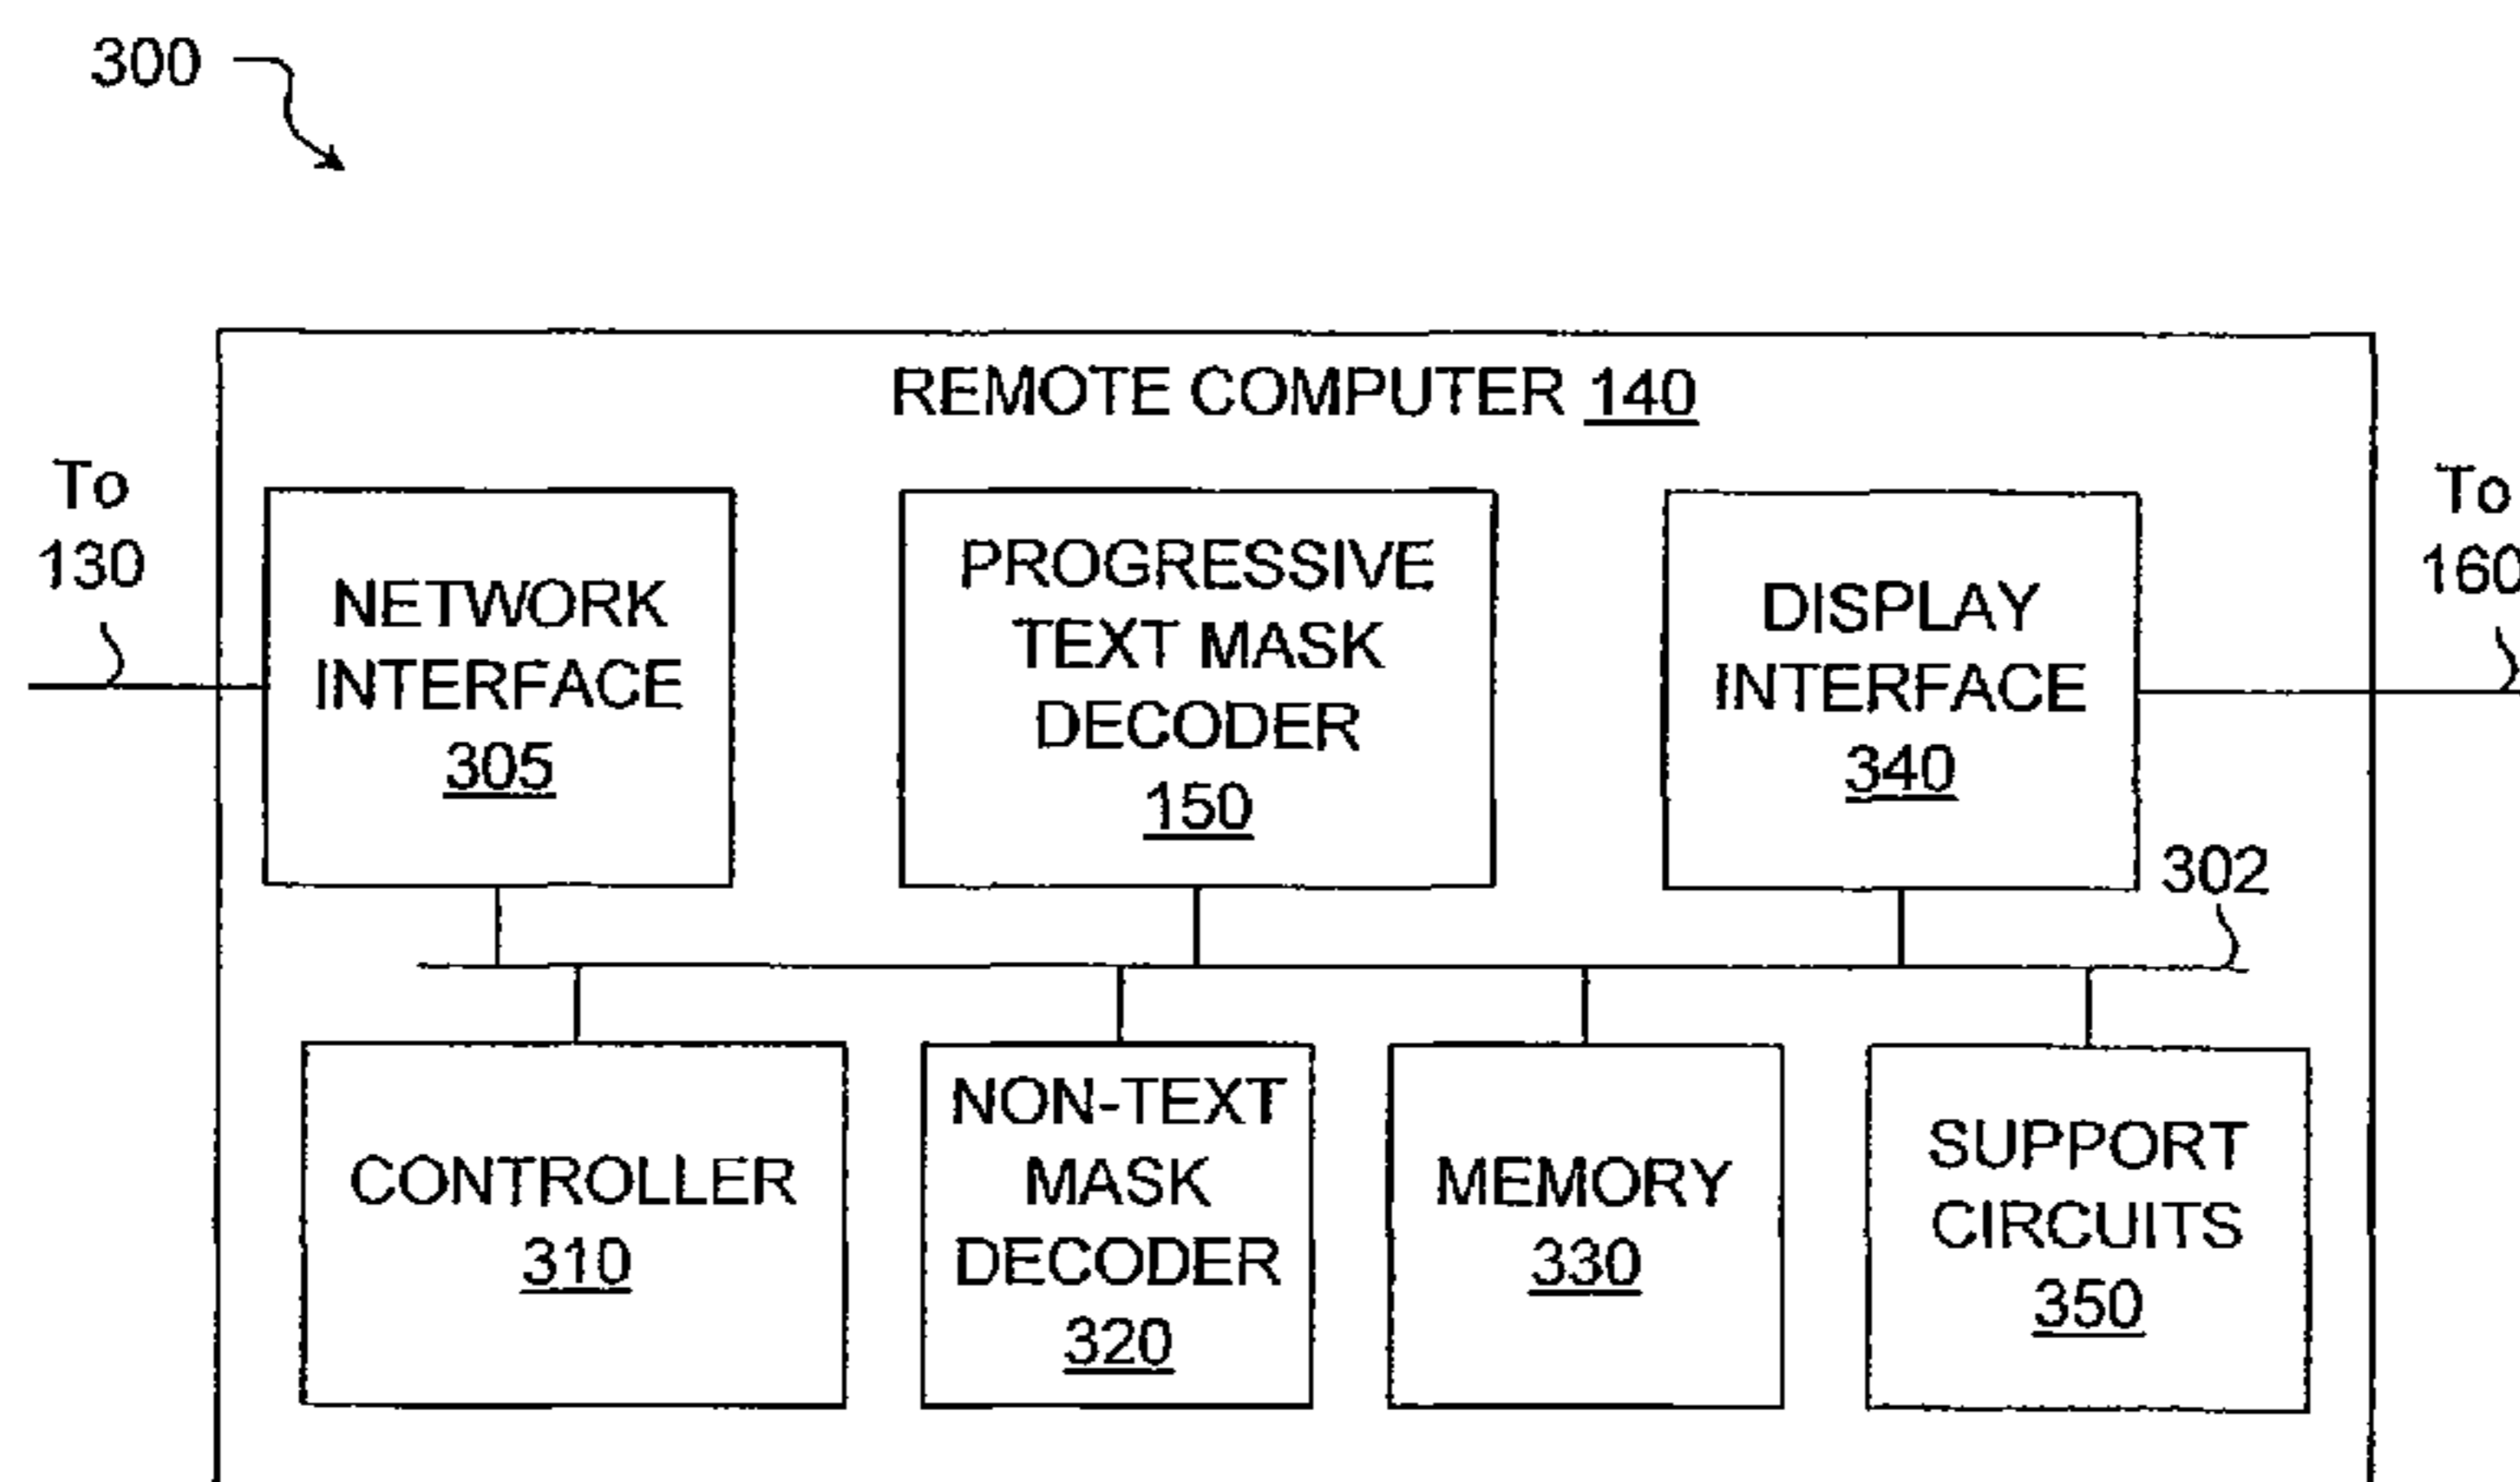 300
REMOTE COMPUTER 140
To
130
To
160
NETWORK
INTERFACE
305
PROGRESSIVE
TEXT MASK
DECODER
150
DISPLAY
INTERFACE
340
302
CONTROLLER
310
NON-TEXT
MASK
DECODER
320
MEMORY
330
SUPPORT
CIRCUITS
350